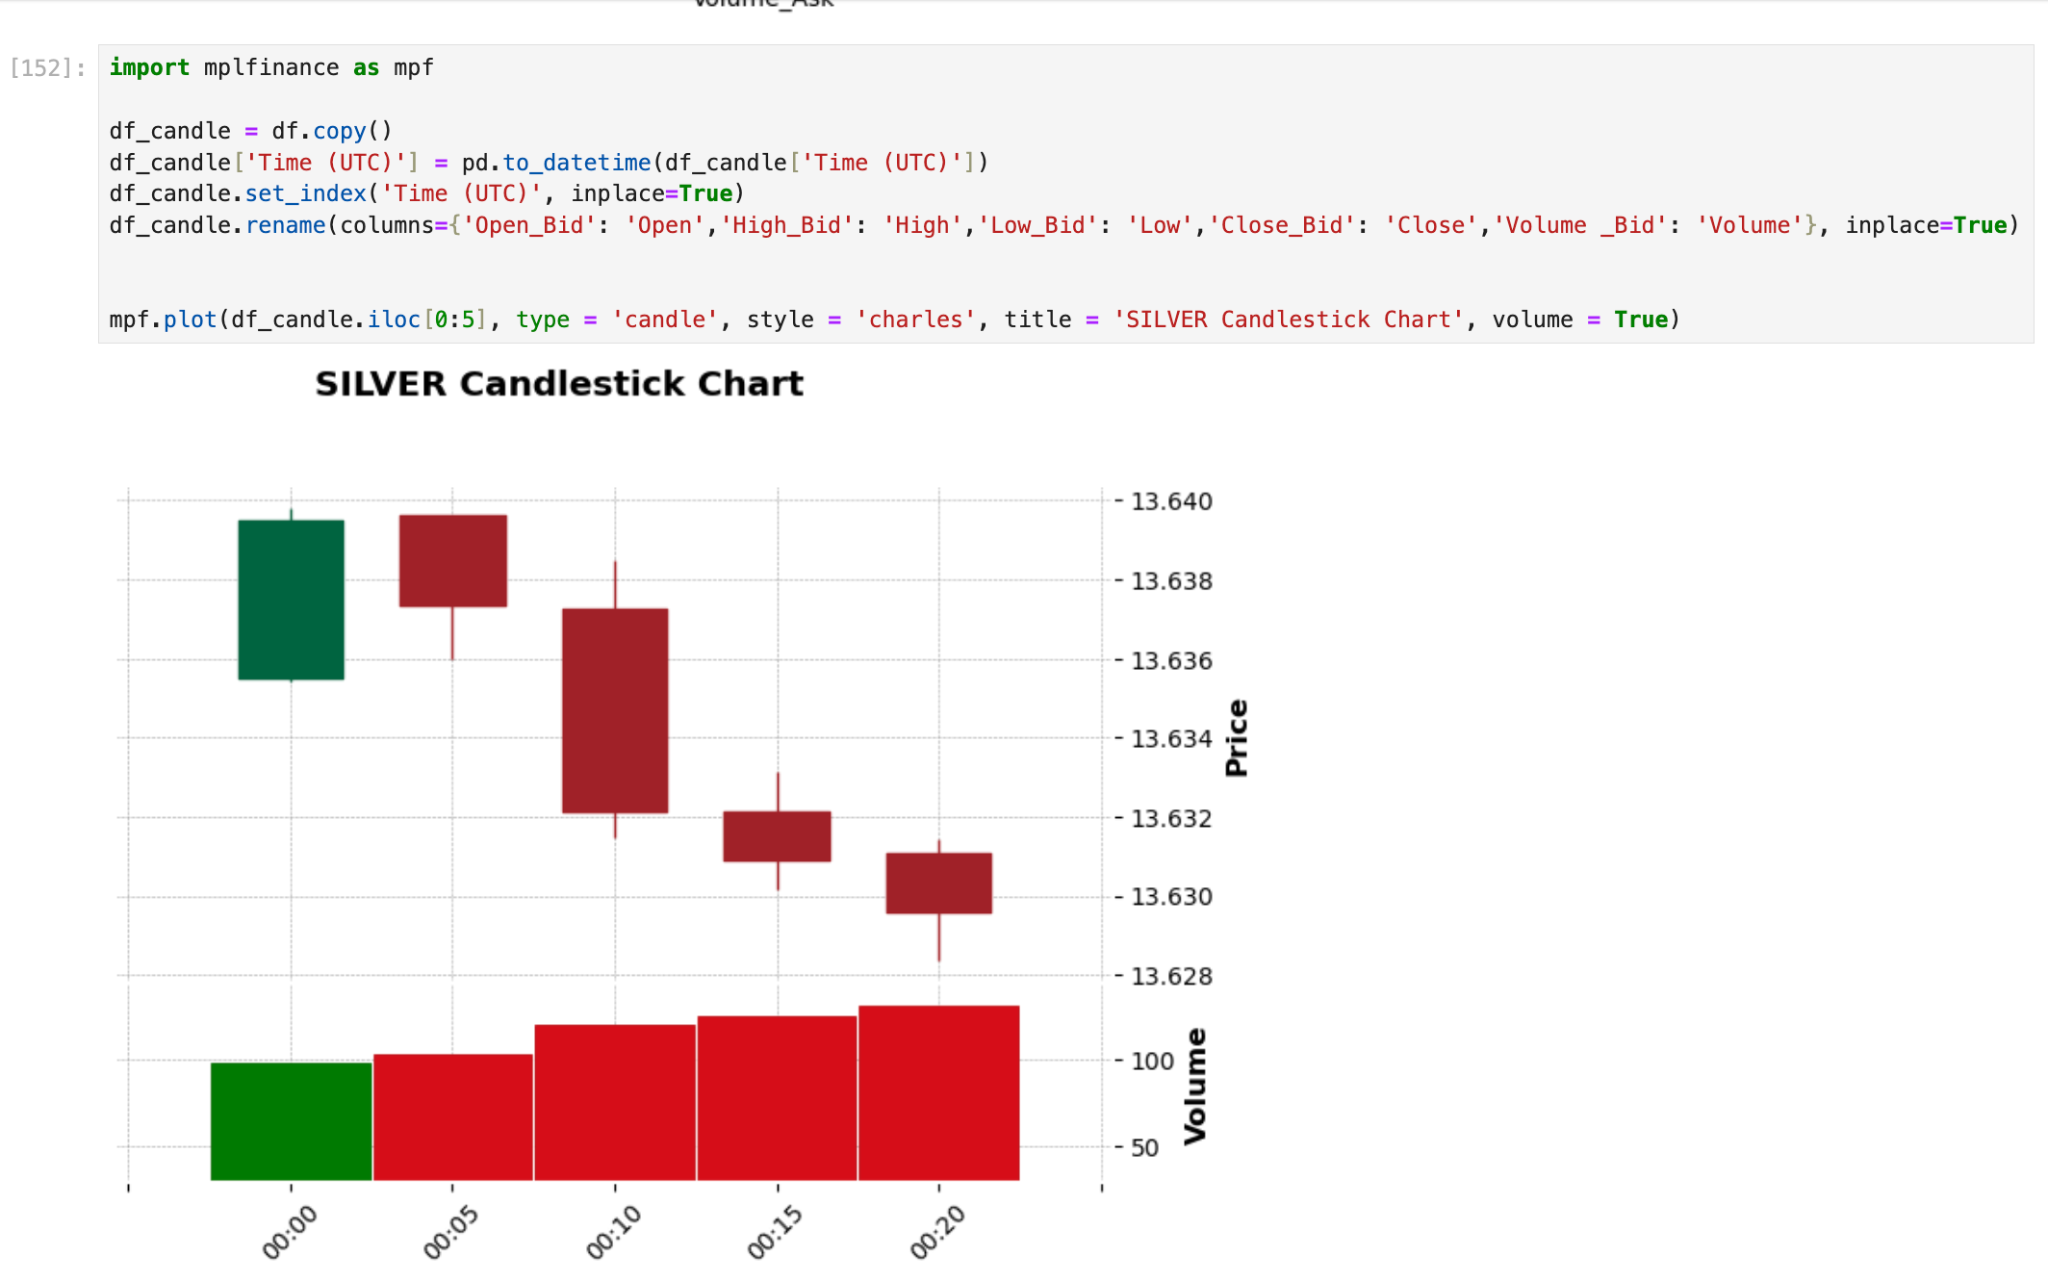 Volume_Ask
[152]:
import mplfinance as mpf
df_candle = df.copy()
df_candle['Time (UTC)'] = pd.to_datetime(df_candle['Time (UTC)'])
df_candle.set_index('Time (UTC)', inplace=True)
df_candle.rename(columns={'Open_Bid': 'Open','High_Bid': 'High','Low_Bid': 'Low','Close_Bid': 'Close','Volume _Bid': 'Volume'}, inplace=True)
mpf.plot(df_candle.iloc[0:5], type = 'candle', style = 'charles', title = 'SILVER Candlestick Chart', volume = True)
SILVER Candlestick Chart
13.640
13.638
13.636
13.634
13.632
13.630
13.628
Price
100
50
Volume
00:00
00:05
00:10
00:15
00:20